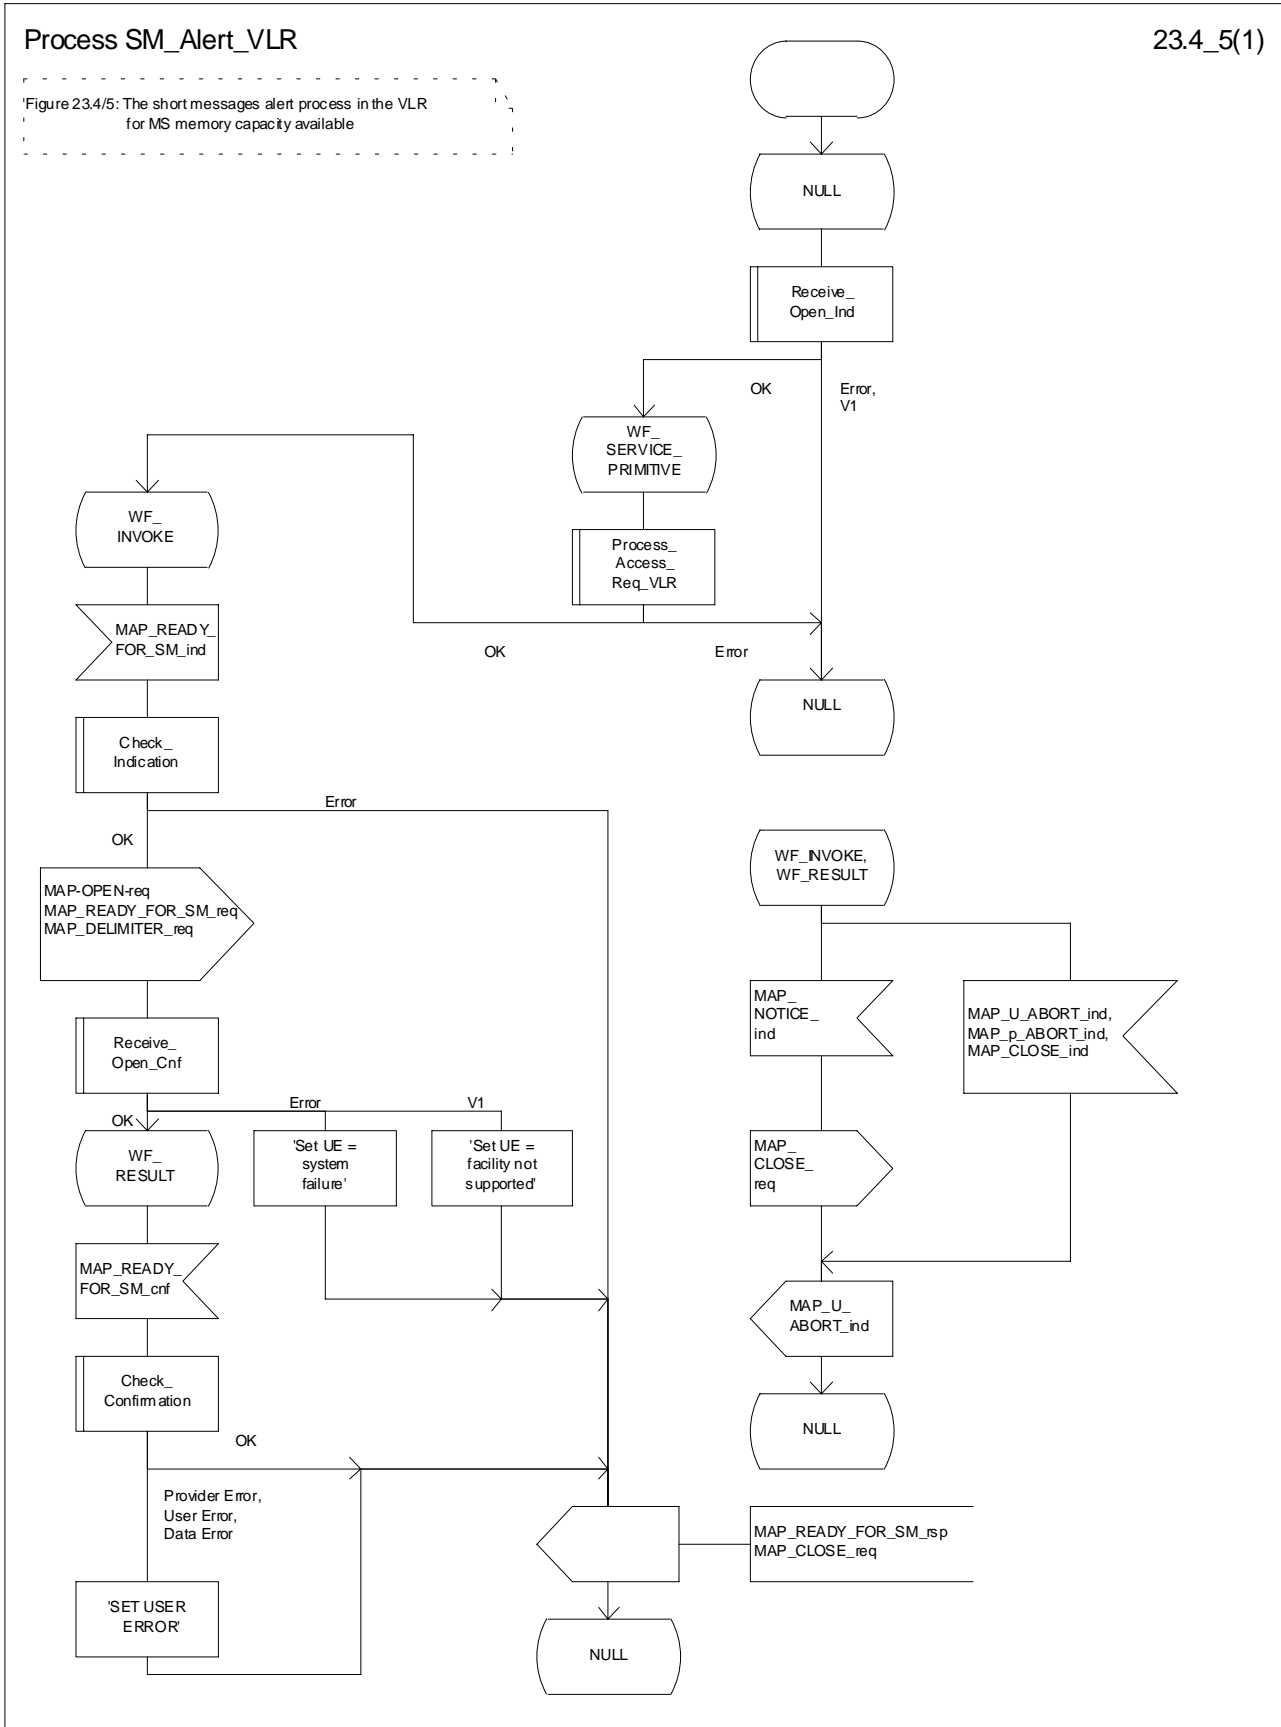 Process SM_Alert_VLR
23.4_5(1)
'Figure 23.4/5: The short messages alert process in the VLR
for MS memory capacity available
NULL
Receive_
Open_Ind
OK
Error,
V1
WF_
SERVICE_
PRIMITIVE
Process_
Access_
Req_VLR
OK
Error
NULL
WF_
INVOKE
MAP_READY_
FOR_SM_ind
Check_
Indication
Error
OK
MAP-OPEN-req
MAP_READY_FOR_SM_req
MAP_DELIMITER_req
Receive_
Open_Cnf
OK
Error
V1
WF_
RESULT
'Set UE =
system
failure'
'Set UE =
facility not
supported'
MAP_READY_
FOR_SM_cnf
Check_
Confirmation
OK
Provider Error,
User Error,
Data Error
'SET USER
ERROR'
MAP_READY_FOR_SM_rsp
MAP_CLOSE_req
NULL
WF_INVOKE,
WF_RESULT
MAP_
NOTICE_
ind
MAP_U_ABORT_ind,
MAP_p_ABORT_ind,
MAP_CLOSE_ind
MAP_
CLOSE_
req
MAP_U_
ABORT_ind
NULL